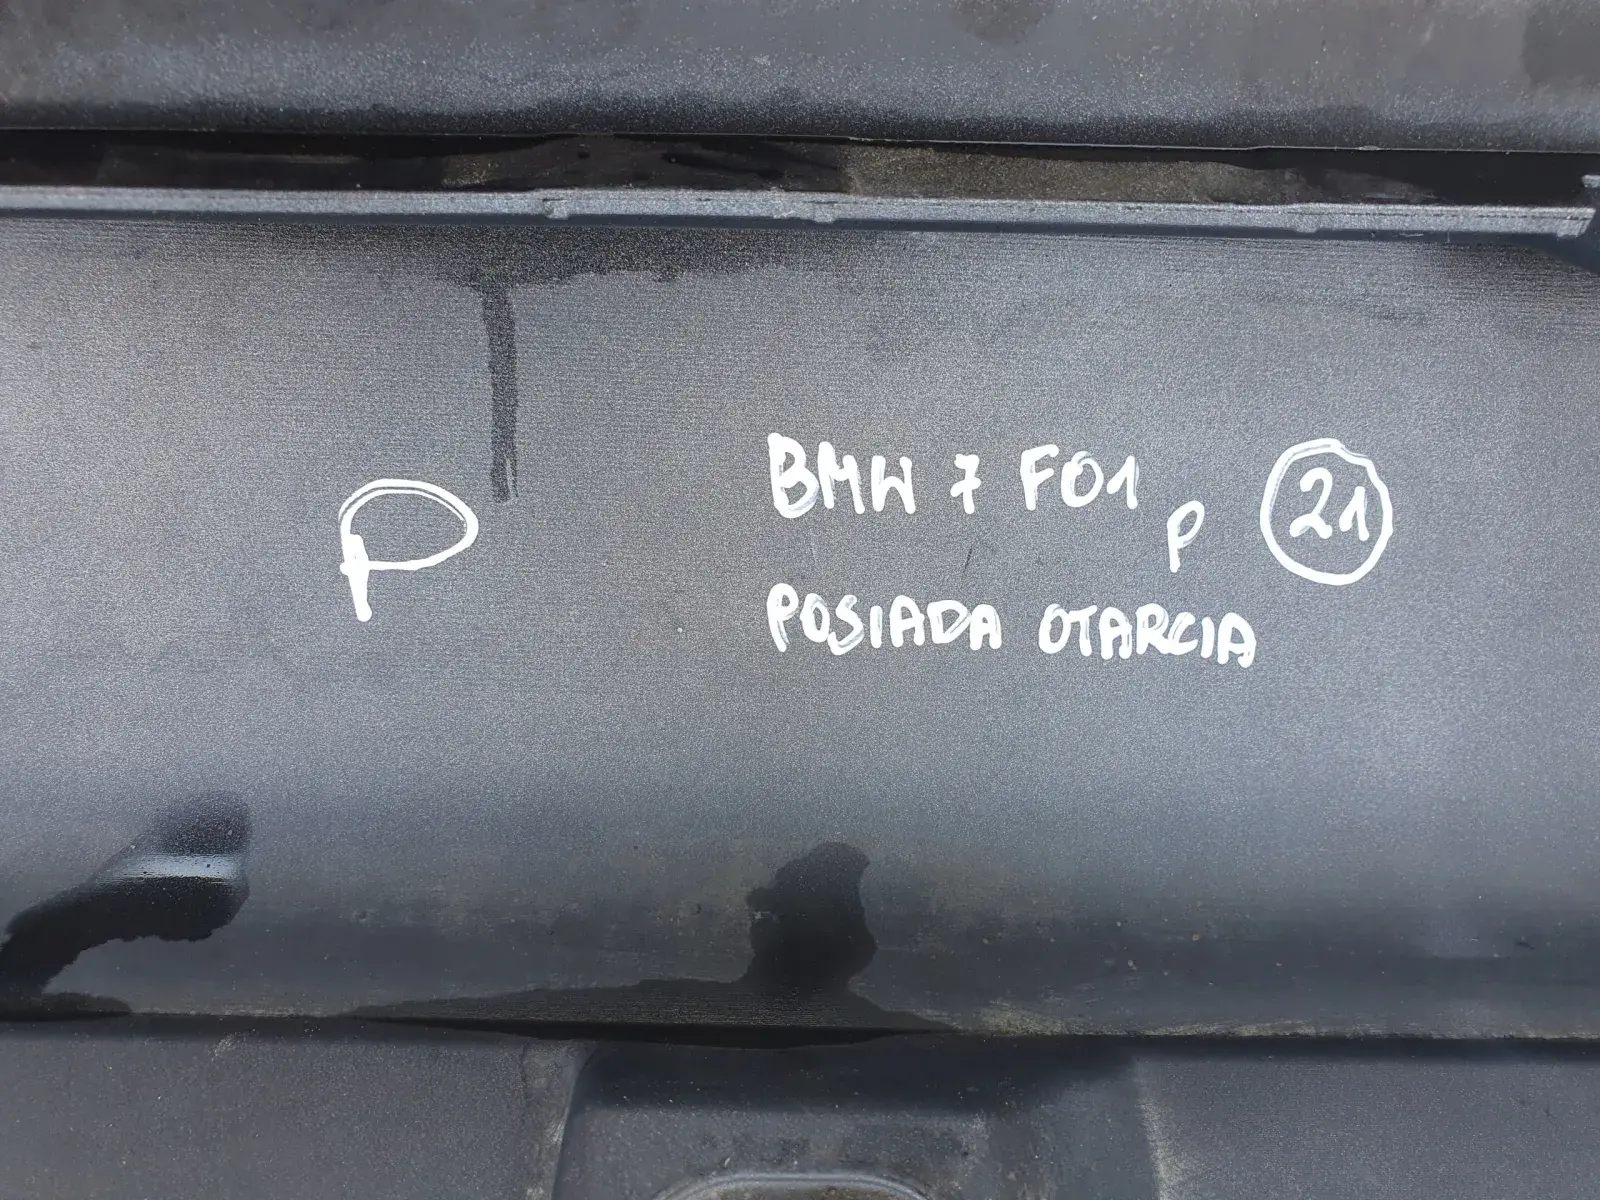 P
BMW 7 F01 P 21
POSIADA OTARCIA